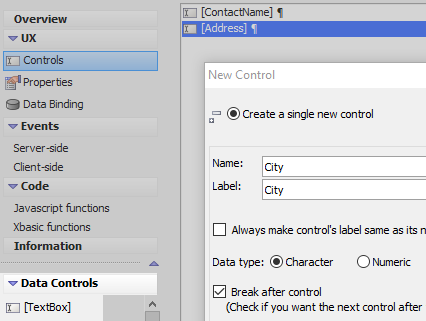 Overview
UX
Controls
Properties
Data Binding
Events
Server-side
Client-side
Code
Javascript functions
Xbasic functions
Information
Data Controls
[TextBox]
[ContactName] ¶
[Address] ¶
New Control
Create a single new control
Name: City
Label: City
Always make control's label same as its n
Data type: Character Numeric
Break after control
(Check if you want the next control after